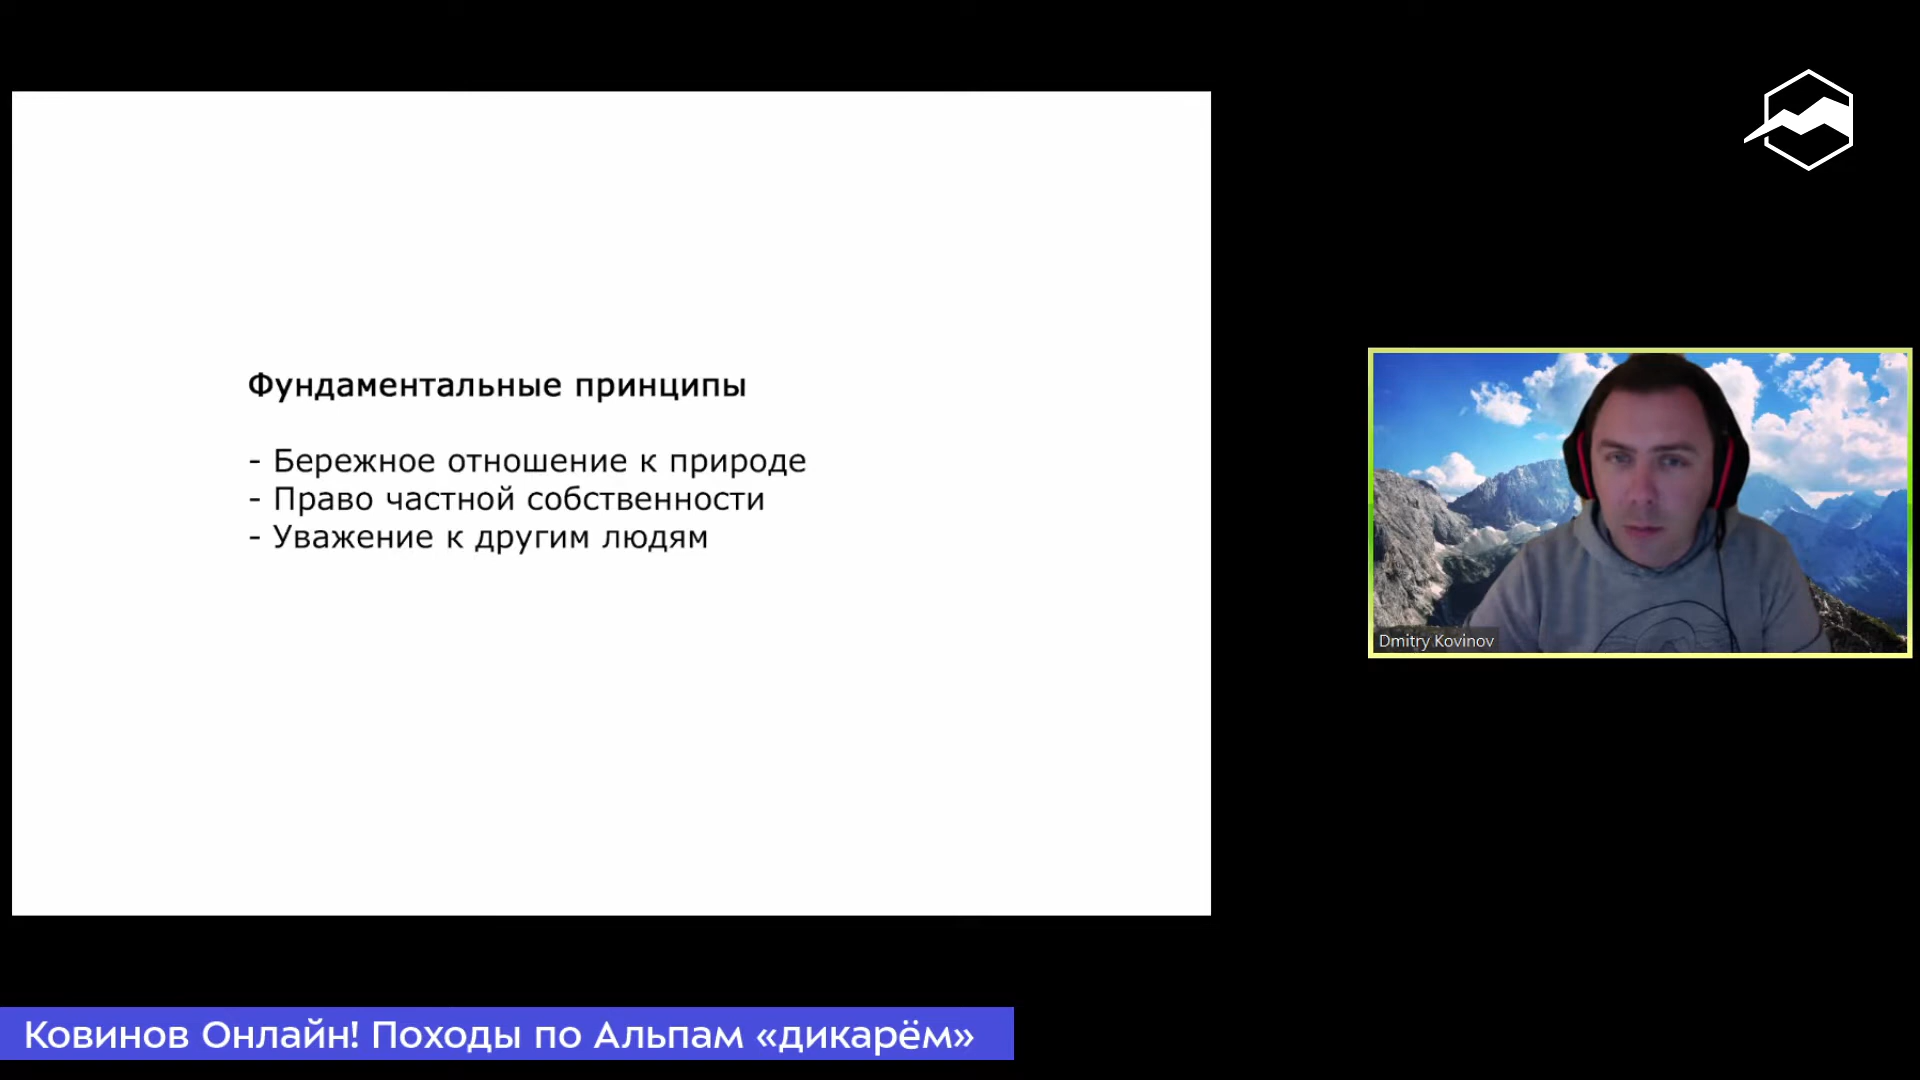 Фундаментальные принципы
- Бережное отношение к природе
- Право частной собственности
- Уважение к другим людям
Dmitry Kovinov
Ковинов Онлайн! Походы по Альпам «дикарём»